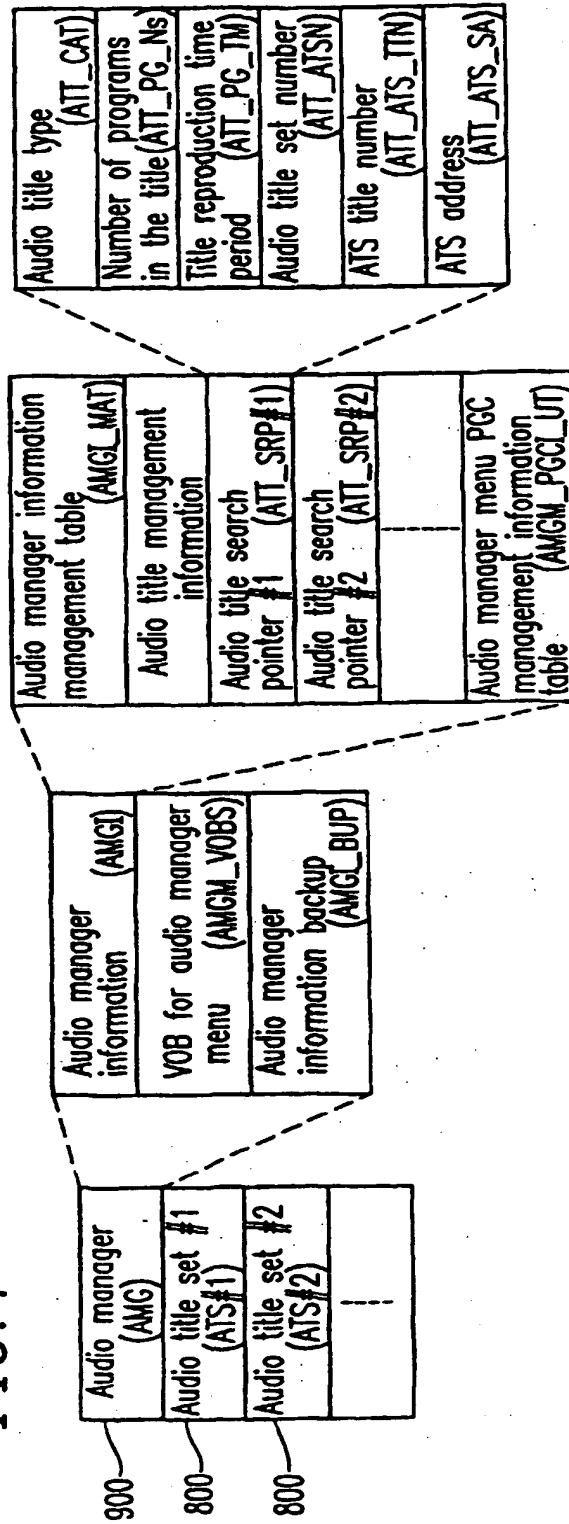 900
800
800
Audio manager
(AMG)
Audio title set #1
(ATS#1)
Audio title set #2
(ATS#2)
Audio manager
information (AMGI)
VOB for audio manager
menu (AMGM_VOBS)
Audio manager
information backup
(AMGI_BUP)
Audio manager information
management table
(AMGI_MAT)
Audio title management
information
Audio title search
pointer #1 (ATT_SRP#1)
Audio title search
pointer #2 (ATT_SRP#2)
Audio manager menu PGC
management information
table (AMGM_PGCI_UT)
Audio title type
(ATT_CAT)
Number of programs
in the title(ATT_PG_Ns)
Title reproduction time
period (ATT_PG_TM)
Audio title set number
(ATT_ATSN)
ATS title number
(ATT_ATS_TTN)
ATS address
(ATT_ATS_SA)